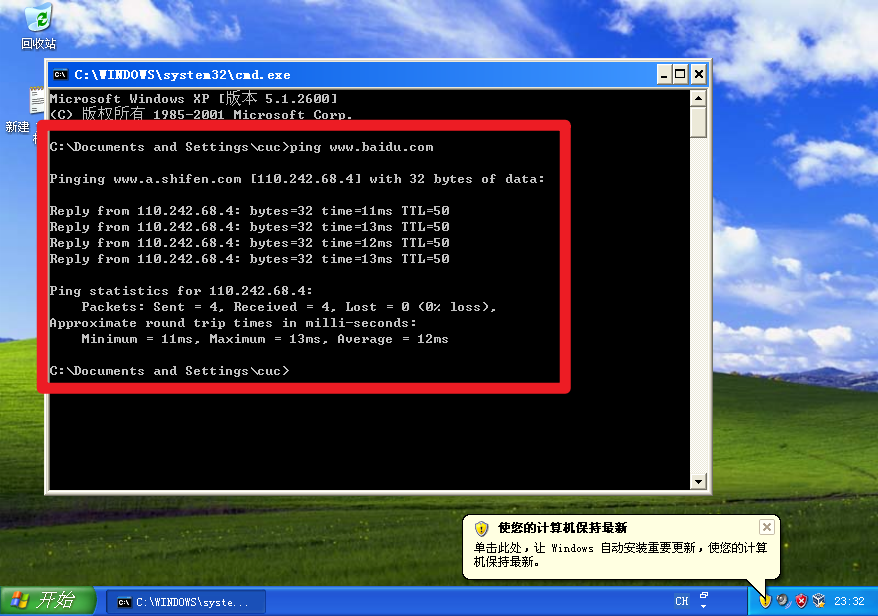 回收站
新建
C:\WINDOWS\system32\cmd.exe
Microsoft Windows XP [版本 5.1.2600]
(C) 版权所有 1985-2001 Microsoft Corp.
C:\Documents and Settings\cuc>ping www.baidu.com
Pinging www.a.shifen.com [110.242.68.4] with 32 bytes of data:
Reply from 110.242.68.4: bytes=32 time=11ms TTL=50
Reply from 110.242.68.4: bytes=32 time=13ms TTL=50
Reply from 110.242.68.4: bytes=32 time=12ms TTL=50
Reply from 110.242.68.4: bytes=32 time=13ms TTL=50
Ping statistics for 110.242.68.4:
Packets: Sent = 4, Received = 4, Lost = 0 (0% loss),
Approximate round trip times in milli-seconds:
Minimum = 11ms, Maximum = 13ms, Average = 12ms
C:\Documents and Settings\cuc>
使您的计算机保持最新
单击此处，让 Windows 自动安装重要更新，使您的计算
机保持最新。
开始
C:\WINDOWS\syste...
CH
23:32